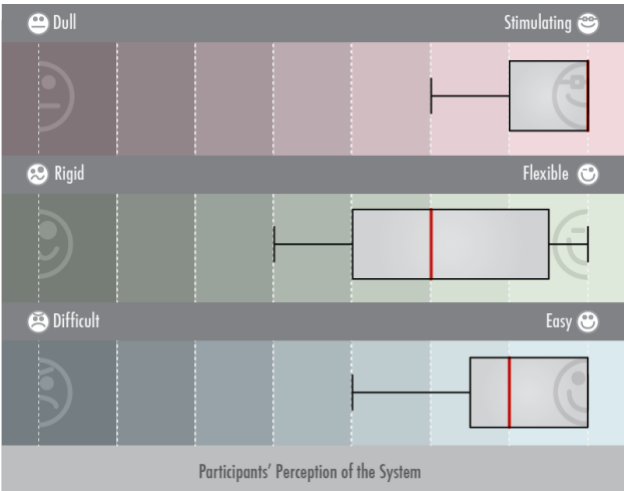 Dull Stimulating
Rigid Flexible
Difficult Easy
Participants' Perception of the System